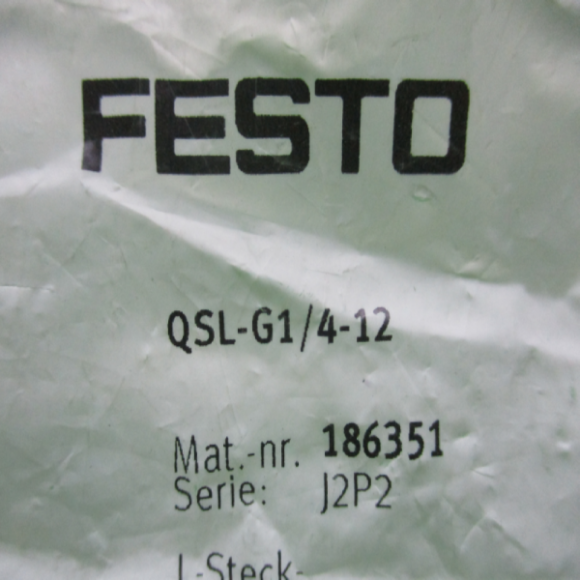 FESTO
QSL-G1/4-12
Mat.-nr. 186351
Serie: J2P2
L-Steck-